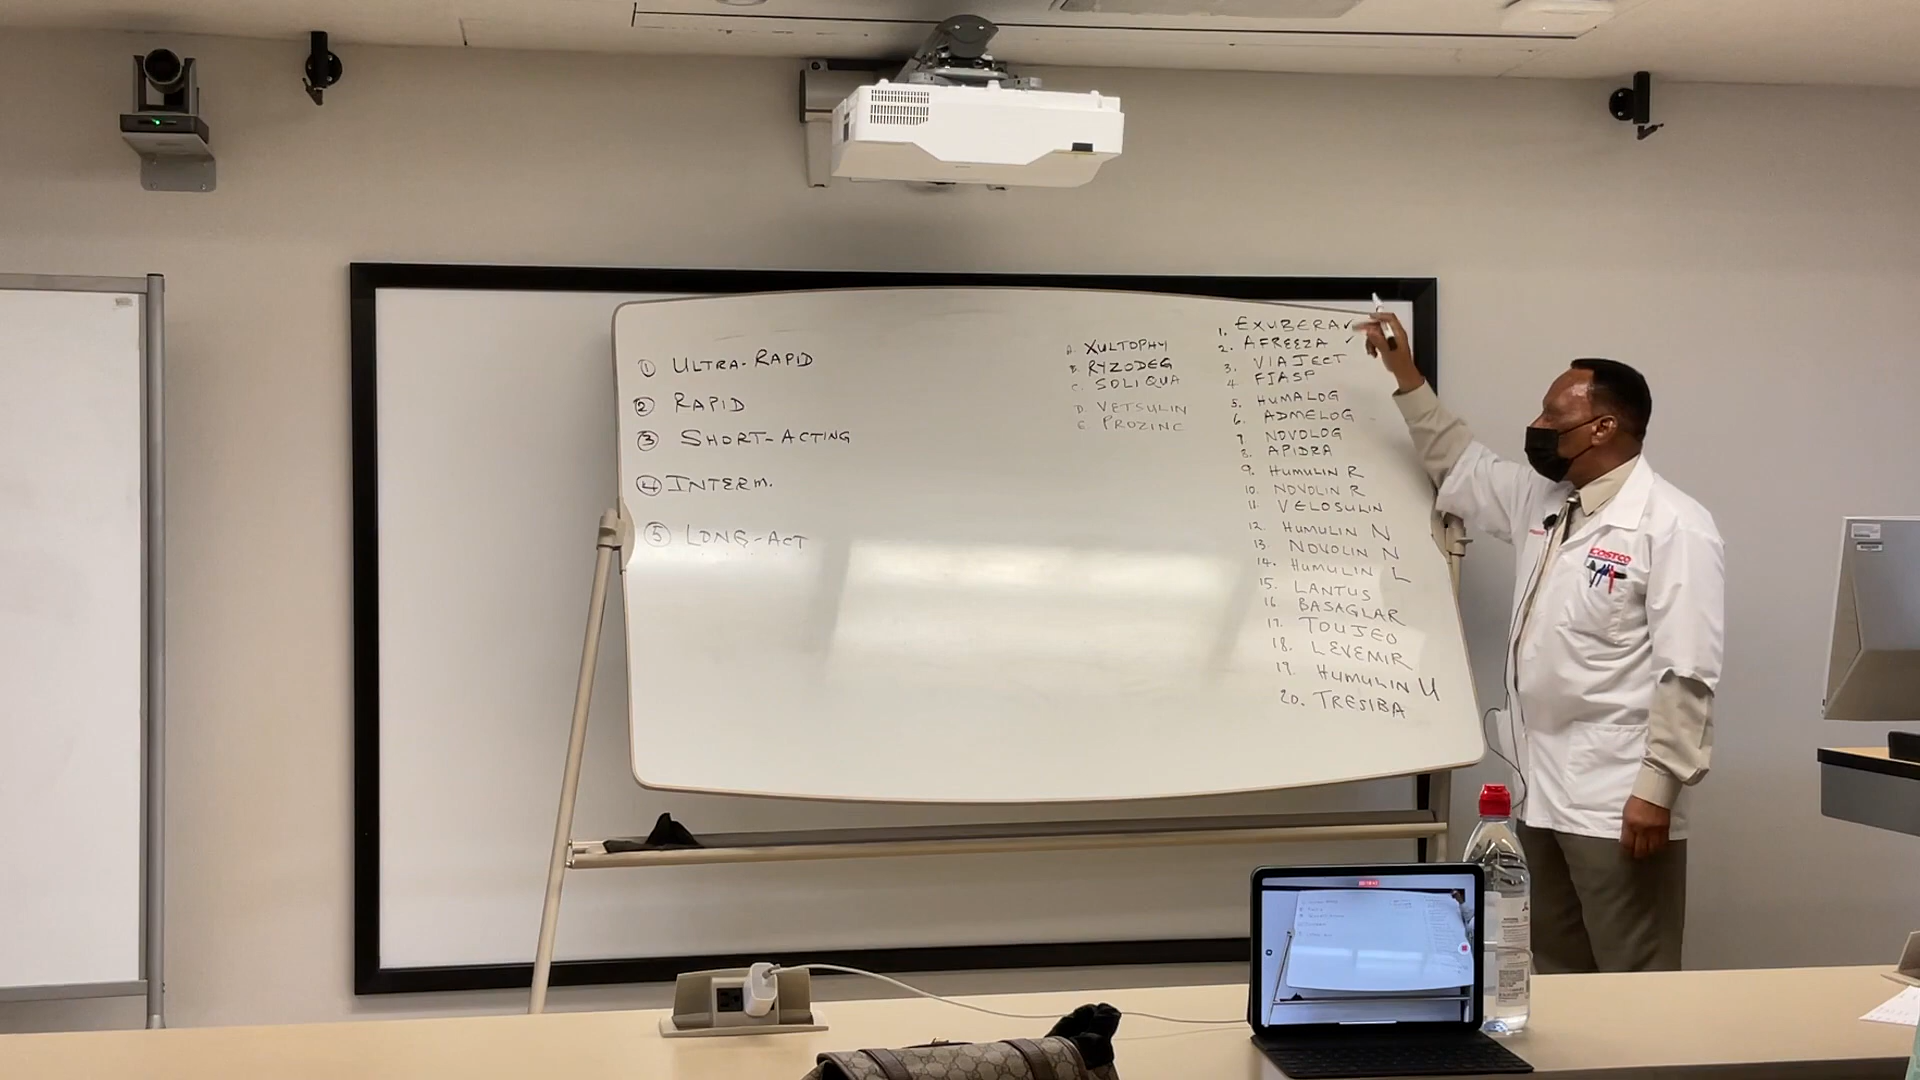 ① ULTRA-RAPID
② RAPID
③ SHORT-ACTING
④ INTERM.
⑤ LONG-ACT
A. XULTOPHY
B. RYZODEG
C. SOLIQUA
D. VETSULIN
E. PROZINC
1. EXUBERA ✓
2. AFREEZA ✓
3. VIAJECT
4. FIASP
5. HUMALOG
6. ADMELOG
7. NOVOLOG
8. APIDRA
9. HUMULIN R
10. NOVOLIN R
11. VELOSULIN
12. HUMULIN N
13. NOVOLIN N
14. HUMULIN L
15. LANTUS
16. BASAGLAR
17. TOUJEO
18. LEVEMIR
19. HUMULIN U
20. TRESIBA
COSTCO